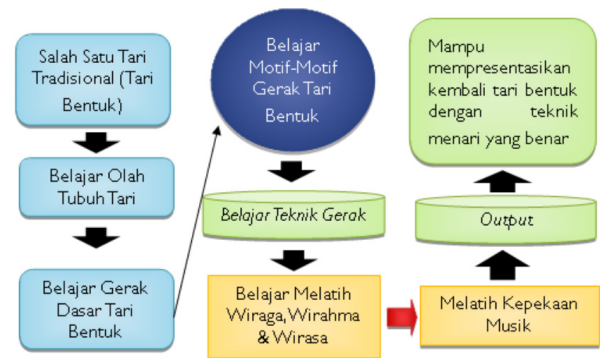 Salah Satu Tari
Tradisional (Tari
Bentuk)
Belajar Olah
Tubuh Tari
Belajar Gerak
Dasar Tari
Bentuk
Belajar
Motif-Motif
Gerak Tari
Bentuk
Belajar Teknik Gerak
Belajar Melatih
Wiraga, Wirahma
& Wirasa
Melatih Kepekaan
Musik
Output
Mampu
mempresentasikan
kembali tari bentuk
dengan teknik
menari yang benar